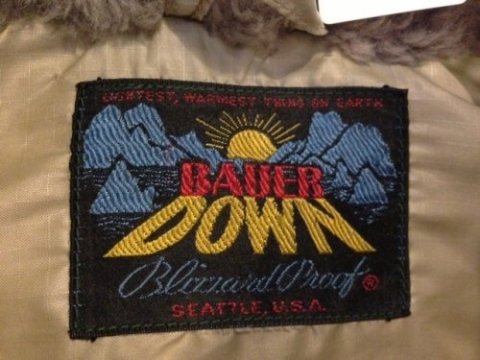 LIGHTEST, WARMEST THING ON EARTH
BAUER
DOWN
Blizzard Proof ®
SEATTLE, U.S.A.